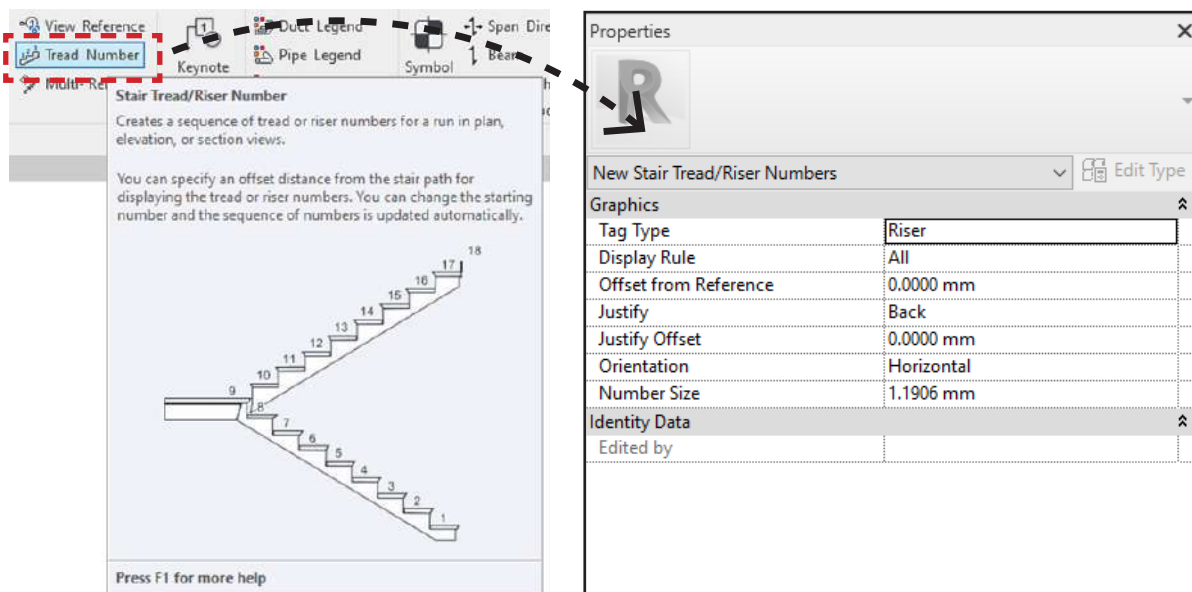 View Reference
Tread Number
Multi-
Keynote
Duct Legend
Pipe Legend
Symbol
Span Dire
Beam
Stair Tread/Riser Number
Creates a sequence of tread or riser numbers for a run in plan,
elevation, or section views.
You can specify an offset distance from the stair path for
displaying the tread or riser numbers. You can change the starting
number and the sequence of numbers is updated automatically.
18
17
16
15
14
13
12
11
10
9
8
7
6
5
4
3
2
1
Press F1 for more help
Properties
R
New Stair Tread/Riser Numbers
Edit Type
Graphics
Tag Type Riser
Display Rule All
Offset from Reference 0.0000 mm
Justify Back
Justify Offset 0.0000 mm
Orientation Horizontal
Number Size 1.1906 mm
Identity Data
Edited by